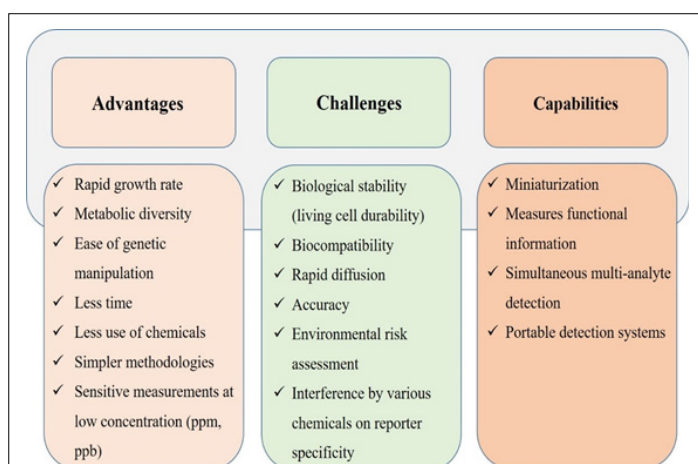 Advantages
✓ Rapid growth rate
✓ Metabolic diversity
✓ Ease of genetic
manipulation
✓ Less time
✓ Less use of chemicals
✓ Simpler methodologies
✓ Sensitive measurements at
low concentration (ppm,
ppb)
Challenges
✓ Biological stability
(living cell durability)
✓ Biocompatibility
✓ Rapid diffusion
✓ Accuracy
✓ Environmental risk
assessment
✓ Interference by various
chemicals on reporter
specificity
Capabilities
✓ Miniaturization
✓ Measures functional
information
✓ Simultaneous multi-analyte
detection
✓ Portable detection systems